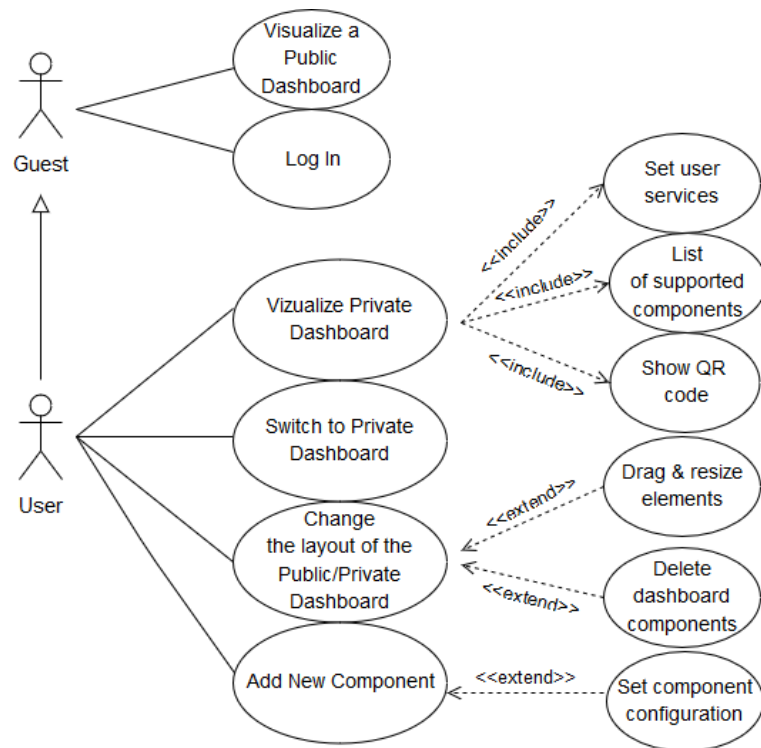 Visualize a
Public
Dashboard
Guest
Log In
Set user
services
<<include>>
List
of supported
components
<<include>>
Vizualize Private
Dashboard
<<include>>
Show QR
code
User
Switch to Private
Dashboard
Drag & resize
elements
<<extend>>
Change
the layout of the
Public/Private
Dashboard
Delete
dashboard
components
<<extend>>
Add New Component
<<extend>>
Set component
configuration